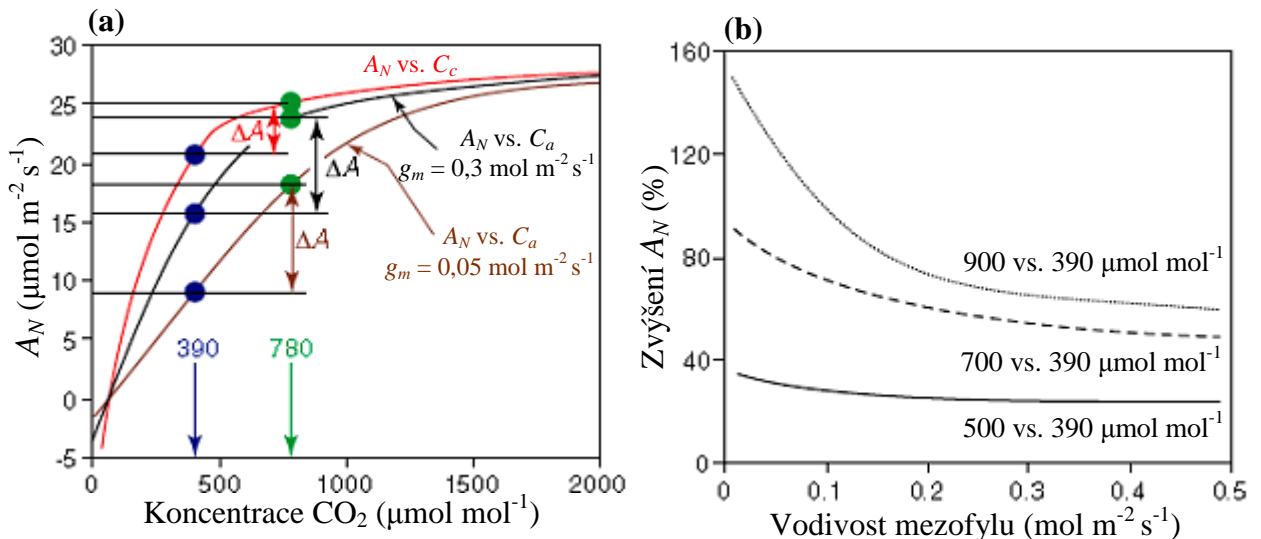 (a)
30
25
20
15
10
5
0
-5
A_N (μmol m⁻² s⁻¹)
A_N vs. C_c
ΔA
A_N vs. C_a
g_m = 0,3 mol m⁻² s⁻¹
ΔA
A_N vs. C_a
g_m = 0,05 mol m⁻² s⁻¹
ΔA
390
780
0
500
1000
1500
2000
Koncentrace CO₂ (μmol mol⁻¹)
(b)
160
120
80
40
0
Zvýšení A_N (%)
900 vs. 390 μmol mol⁻¹
700 vs. 390 μmol mol⁻¹
500 vs. 390 μmol mol⁻¹
0
0.1
0.2
0.3
0.4
0.5
Vodivost mezofylu (mol m⁻² s⁻¹)